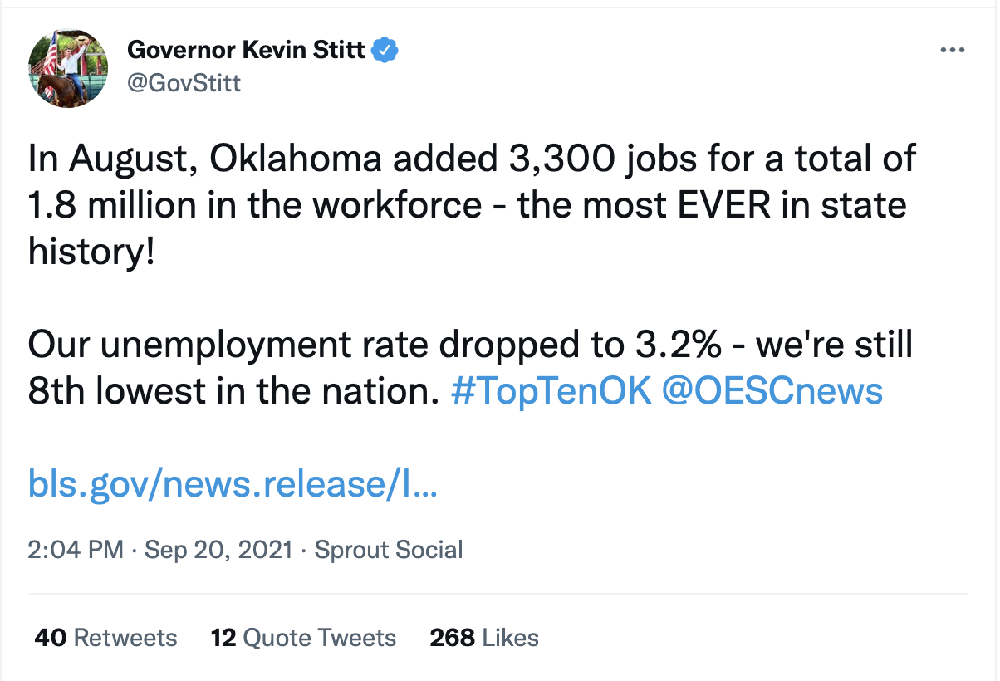 Governor Kevin Stitt
@GovStitt
In August, Oklahoma added 3,300 jobs for a total of
1.8 million in the workforce - the most EVER in state
history!
Our unemployment rate dropped to 3.2% - we're still
8th lowest in the nation. #TopTenOK @OESCnews
bls.gov/news.release/l...
2:04 PM · Sep 20, 2021 · Sprout Social
40 Retweets 12 Quote Tweets 268 Likes